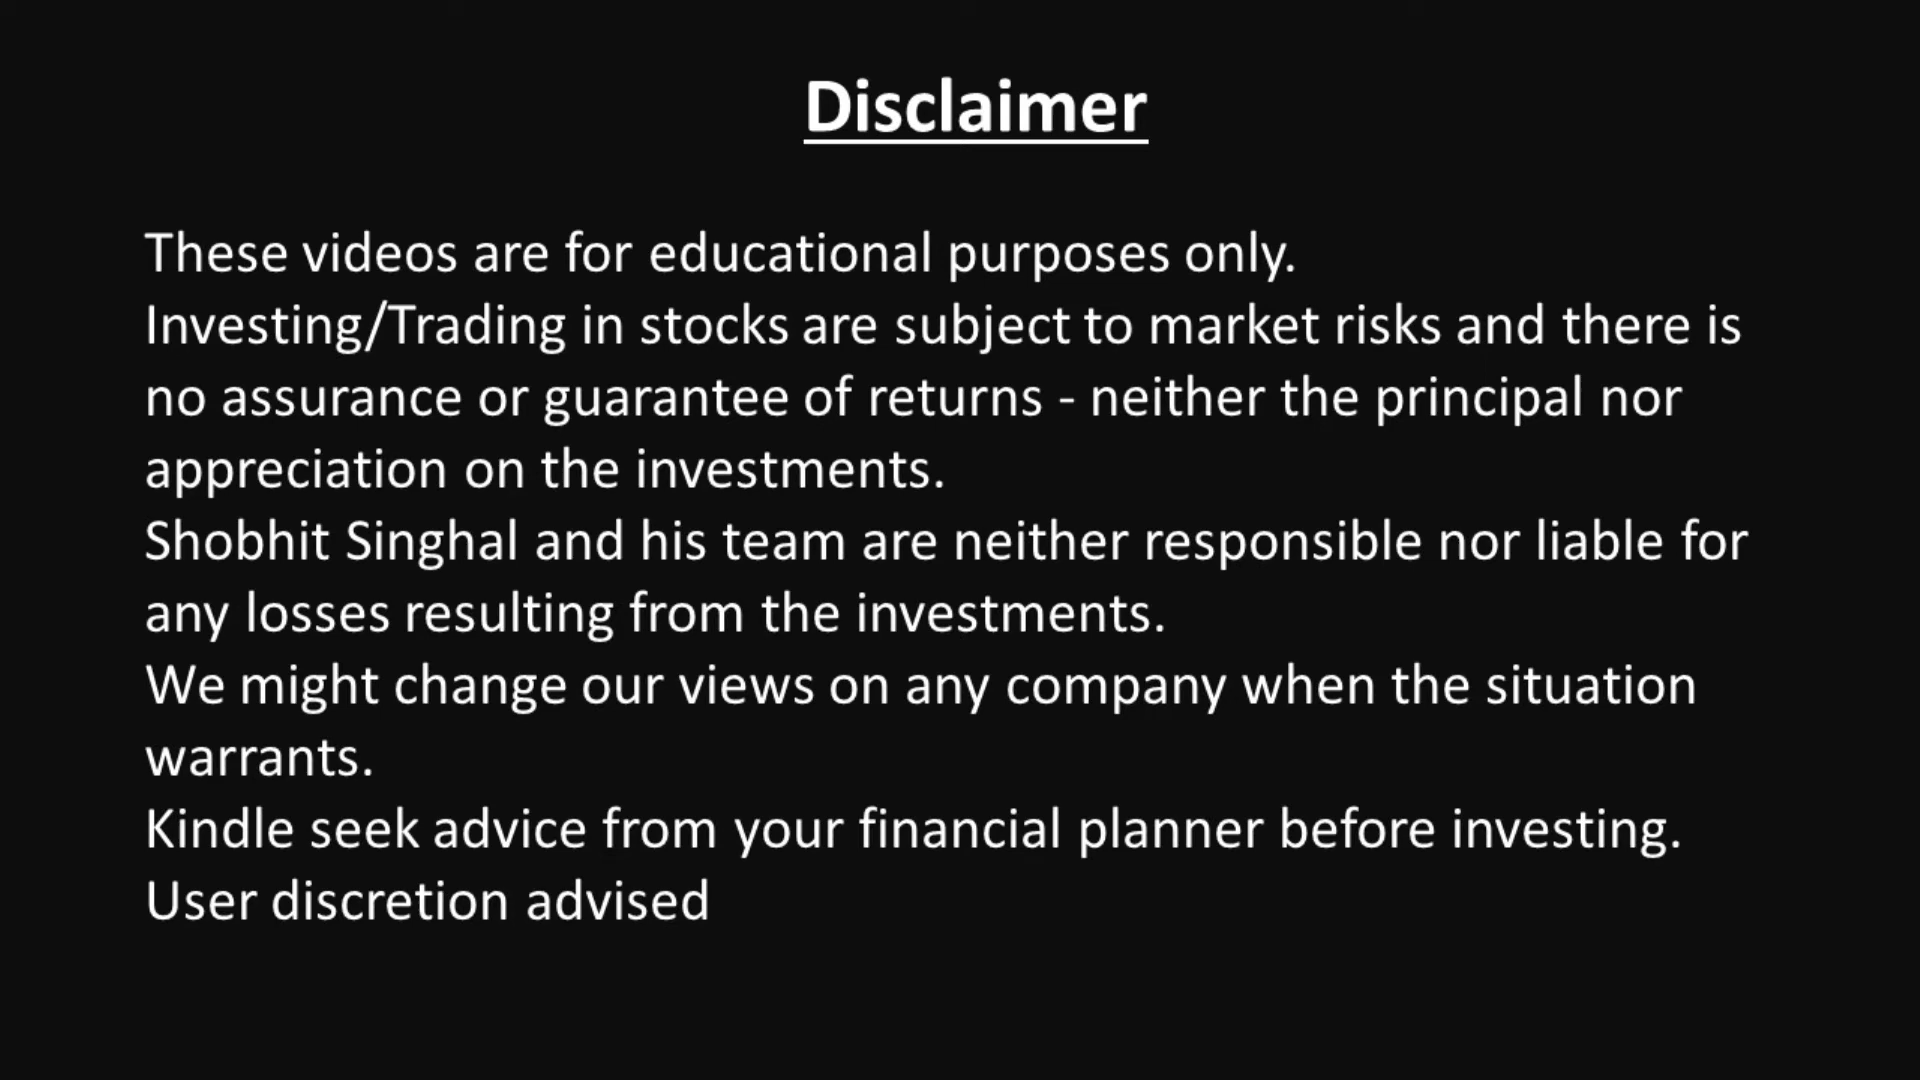 Disclaimer
These videos are for educational purposes only.
Investing/Trading in stocks are subject to market risks and there is
no assurance or guarantee of returns - neither the principal nor
appreciation on the investments.
Shobhit Singhal and his team are neither responsible nor liable for
any losses resulting from the investments.
We might change our views on any company when the situation
warrants.
Kindle seek advice from your financial planner before investing.
User discretion advised